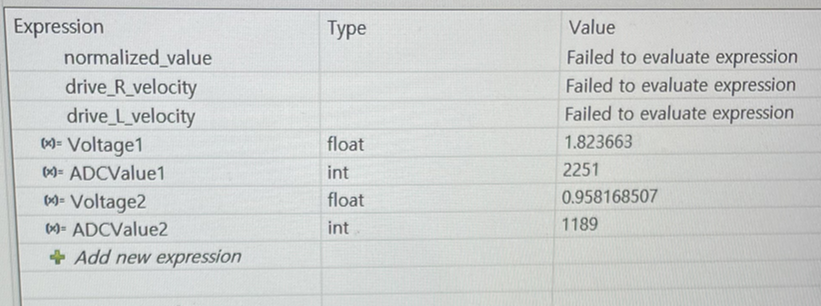 Expression Type Value
normalized_value Failed to evaluate expression
drive_R_velocity Failed to evaluate expression
drive_L_velocity Failed to evaluate expression
(x)= Voltage1 float 1.823663
(x)= ADCValue1 int 2251
(x)= Voltage2 float 0.958168507
(x)= ADCValue2 int 1189
Add new expression